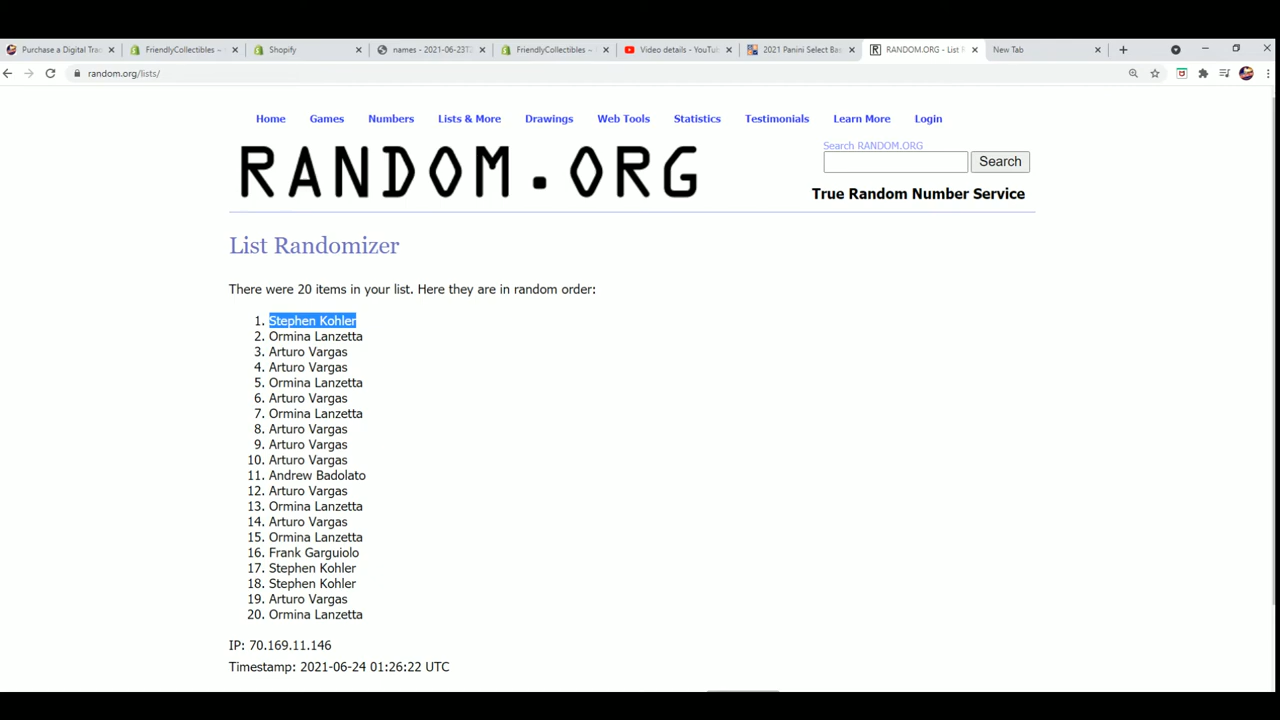 Purchase a Digital Tra
FriendlyCollectibles –
Shopify
names - 2021-06-23T2
FriendlyCollectibles –
Video details - YouTu
2021 Panini Select Bas
RANDOM.ORG - List R
New Tab
random.org/lists/
Home Games Numbers Lists & More Drawings Web Tools Statistics Testimonials Learn More Login
Search RANDOM.ORG
RANDOM.ORG
Search
True Random Number Service
List Randomizer
There were 20 items in your list. Here they are in random order:
1. Stephen Kohler
2. Ormina Lanzetta
3. Arturo Vargas
4. Arturo Vargas
5. Ormina Lanzetta
6. Arturo Vargas
7. Ormina Lanzetta
8. Arturo Vargas
9. Arturo Vargas
10. Arturo Vargas
11. Andrew Badolato
12. Arturo Vargas
13. Ormina Lanzetta
14. Arturo Vargas
15. Ormina Lanzetta
16. Frank Garguiolo
17. Stephen Kohler
18. Stephen Kohler
19. Arturo Vargas
20. Ormina Lanzetta
IP: 70.169.11.146
Timestamp: 2021-06-24 01:26:22 UTC